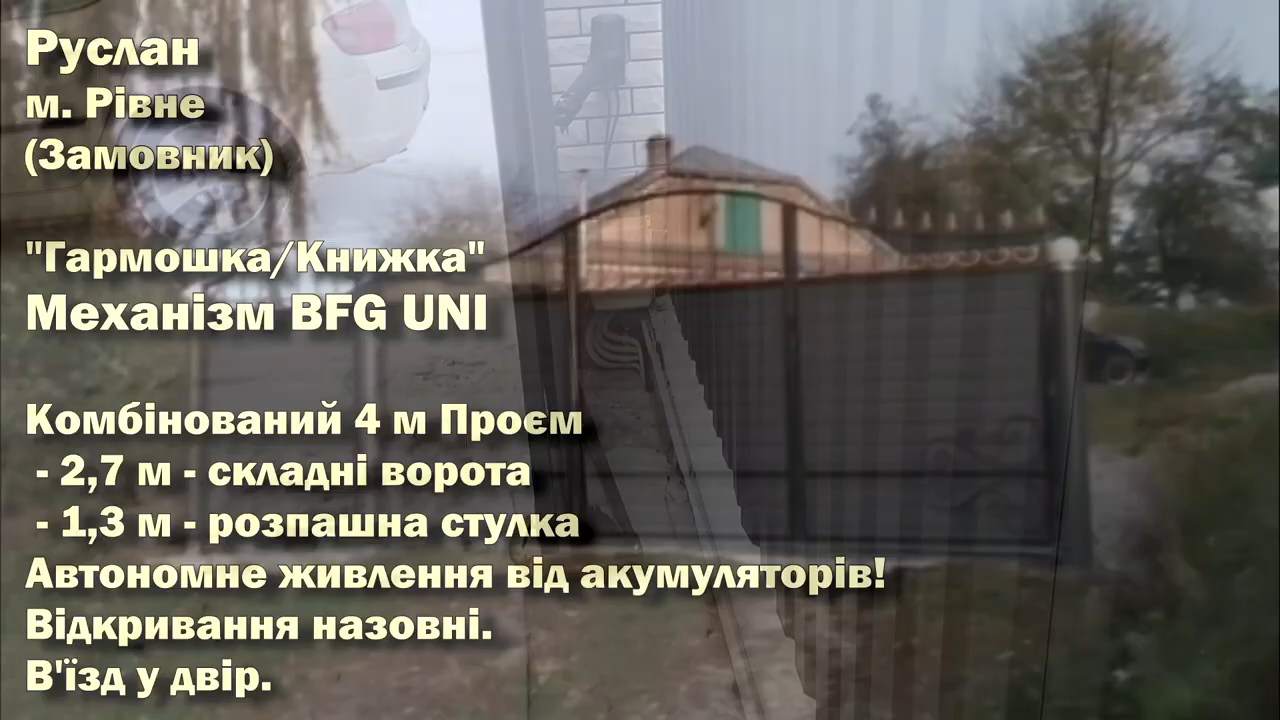 Руслан
м. Рівне
(Замовник)
"Гармошка/Книжка"
Механізм BFG UNI
Комбінований 4 м Проєм
- 2,7 м - складні ворота
- 1,3 м - розпашна стулка
Автономне живлення від акумуляторів!
Відкривання назовні.
В'їзд у двір.